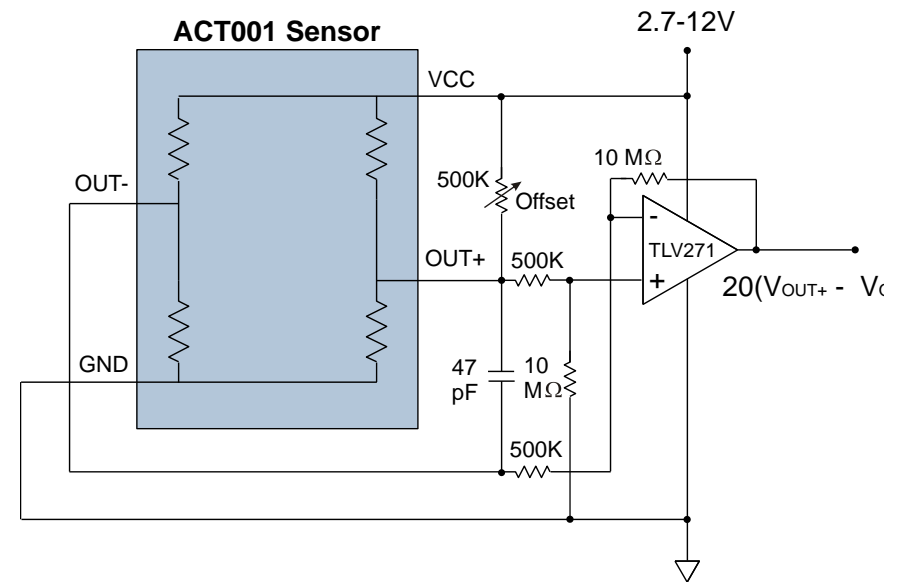 ACT001 Sensor
2.7-12V
VCC
10 MΩ
500K
Offset
OUT-
-
TLV271
OUT+
500K
+
20(VOUT+ -
GND
47
pF
10
MΩ
500K